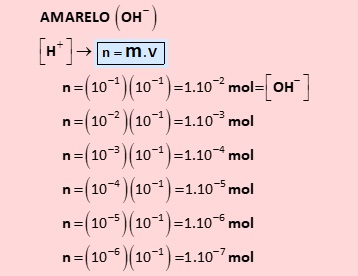 AMARELO (OH⁻)
[H⁺] → n = m.v
n=(10⁻¹)(10⁻¹)=1.10⁻² mol=[OH⁻]
n=(10⁻²)(10⁻¹)=1.10⁻³ mol
n=(10⁻³)(10⁻¹)=1.10⁻⁴ mol
n=(10⁻⁴)(10⁻¹)=1.10⁻⁵ mol
n=(10⁻⁵)(10⁻¹)=1.10⁻⁶ mol
n=(10⁻⁶)(10⁻¹)=1.10⁻⁷ mol